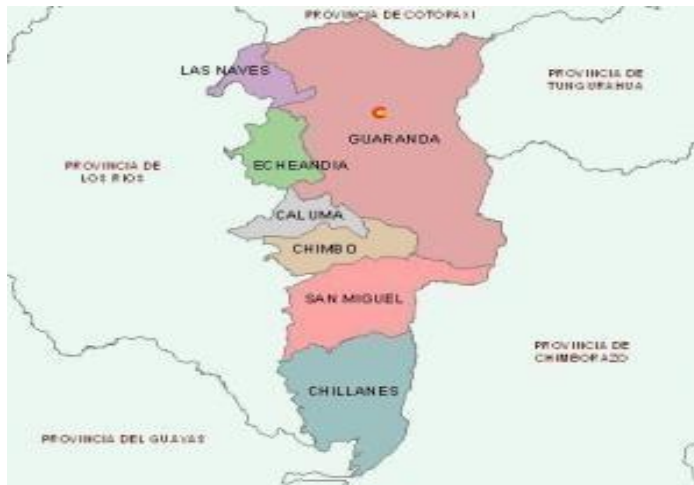 PROVINCIA DE COTOPAXI
LAS NAVES
PROVINCIA DE
TUNGURAHUA
C
GUARANDA
PROVINCIA DE
LOS RIOS
ECHEANDIA
CALUMA
CHIMBO
SAN MIGUEL
PROVINCIA DE
CHIMBORAZO
CHILLANES
PROVINCIA DEL GUAYAS